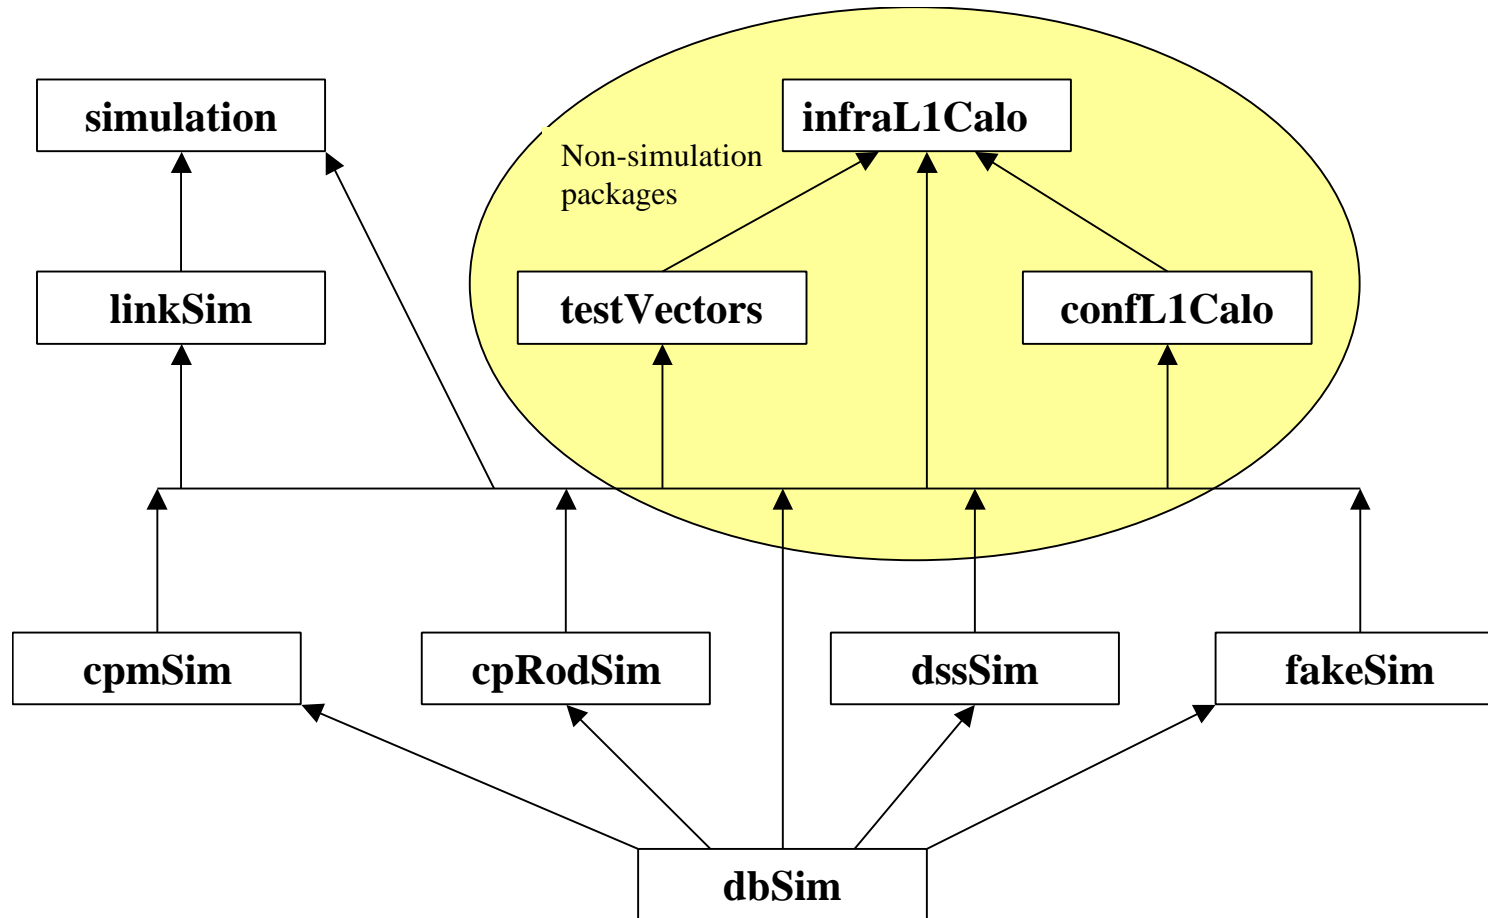 simulation
infraL1Calo
Non-simulation
packages
linkSim
testVectors
confL1Calo
cpmSim
cpRodSim
dssSim
fakeSim
dbSim